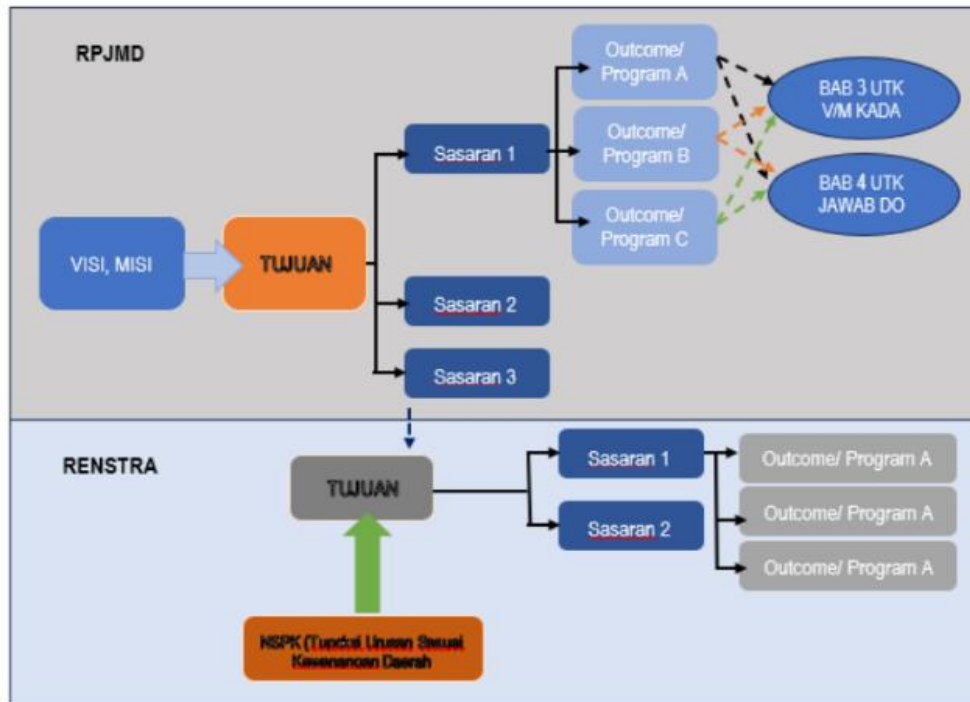 RPJMD
Outcome/
Program A
BAB 3 UTK
V/M KADA
Sasaran 1
Outcome/
Program B
BAB 4 UTK
JAWAB DO
Outcome/
Program C
VISI, MISI
TUJUAN
Sasaran 2
Sasaran 3
RENSTRA
TUJUAN
Sasaran 1
Outcome/ Program A
Sasaran 2
Outcome/ Program A
Outcome/ Program A
NSPK (Tupoksi Urusan Sesuai
Kewenangan Daerah